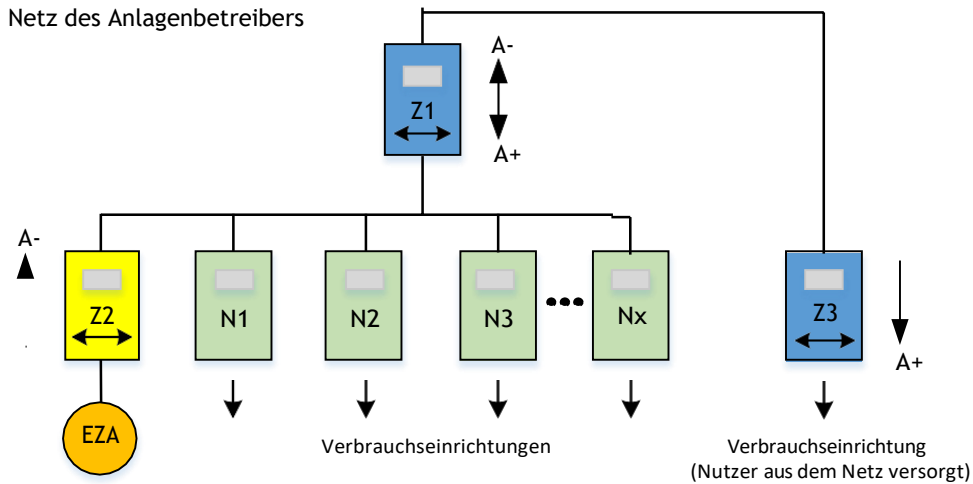 Netz des Anlagenbetreibers
A-
Z1
A+
A-
Z2
N1
N2
N3
Nx
Z3
A+
EZA
Verbrauchseinrichtungen
Verbrauchseinrichtung
(Nutzer aus dem Netz versorgt)